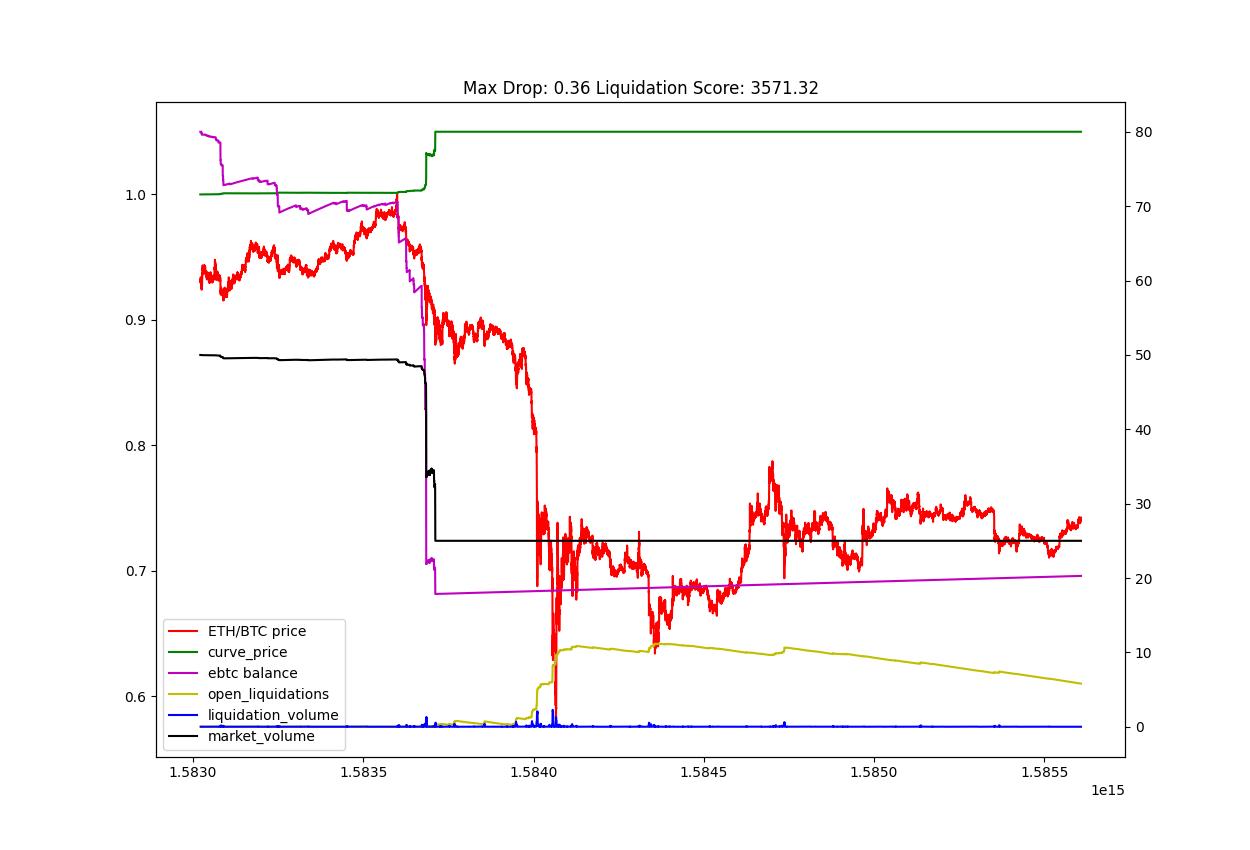 Max Drop: 0.36 Liquidation Score: 3571.32
1.0
0.9
0.8
0.7
0.6
80
70
60
50
40
30
20
10
0
ETH/BTC price
curve_price
ebtc balance
open_liquidations
liquidation_volume
market_volume
1.5830 1.5835 1.5840 1.5845 1.5850 1.5855
1e15